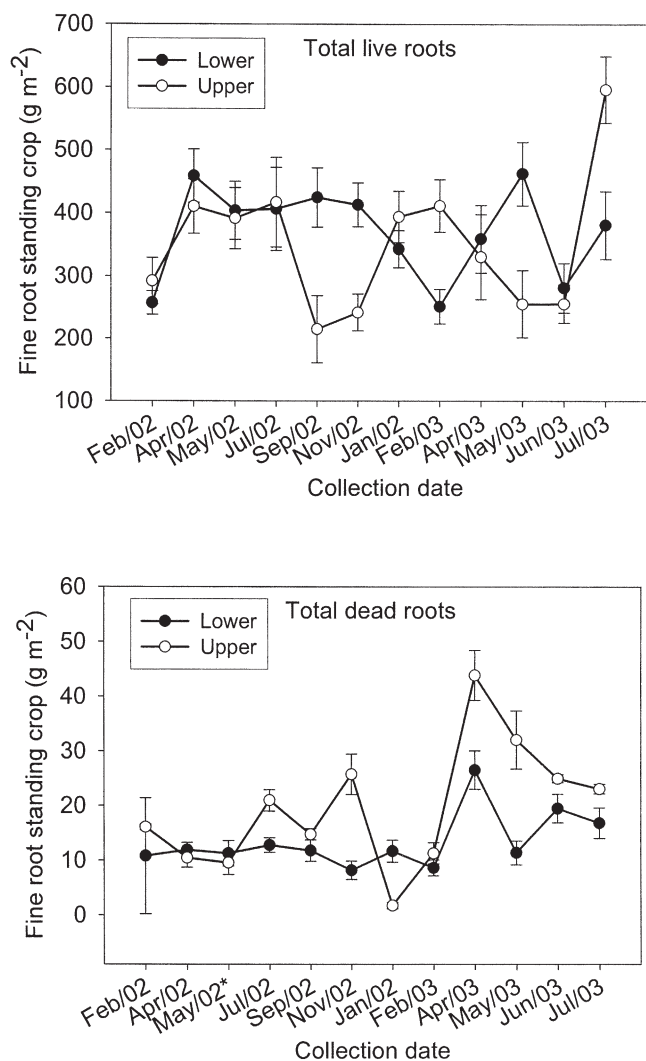 Total live roots
Lower
Upper
Fine root standing crop (g m-2)
700
600
500
400
300
200
100
Feb/02 Apr/02 May/02 Jul/02 Sep/02 Nov/02 Jan/02 Feb/03 Apr/03 May/03 Jun/03 Jul/03
Collection date
Total dead roots
Lower
Upper
Fine root standing crop (g m-2)
60
50
40
30
20
10
0
Feb/02 Apr/02 May/02* Jul/02 Sep/02 Nov/02 Jan/02 Feb/03 Apr/03 May/03 Jun/03 Jul/03
Collection date